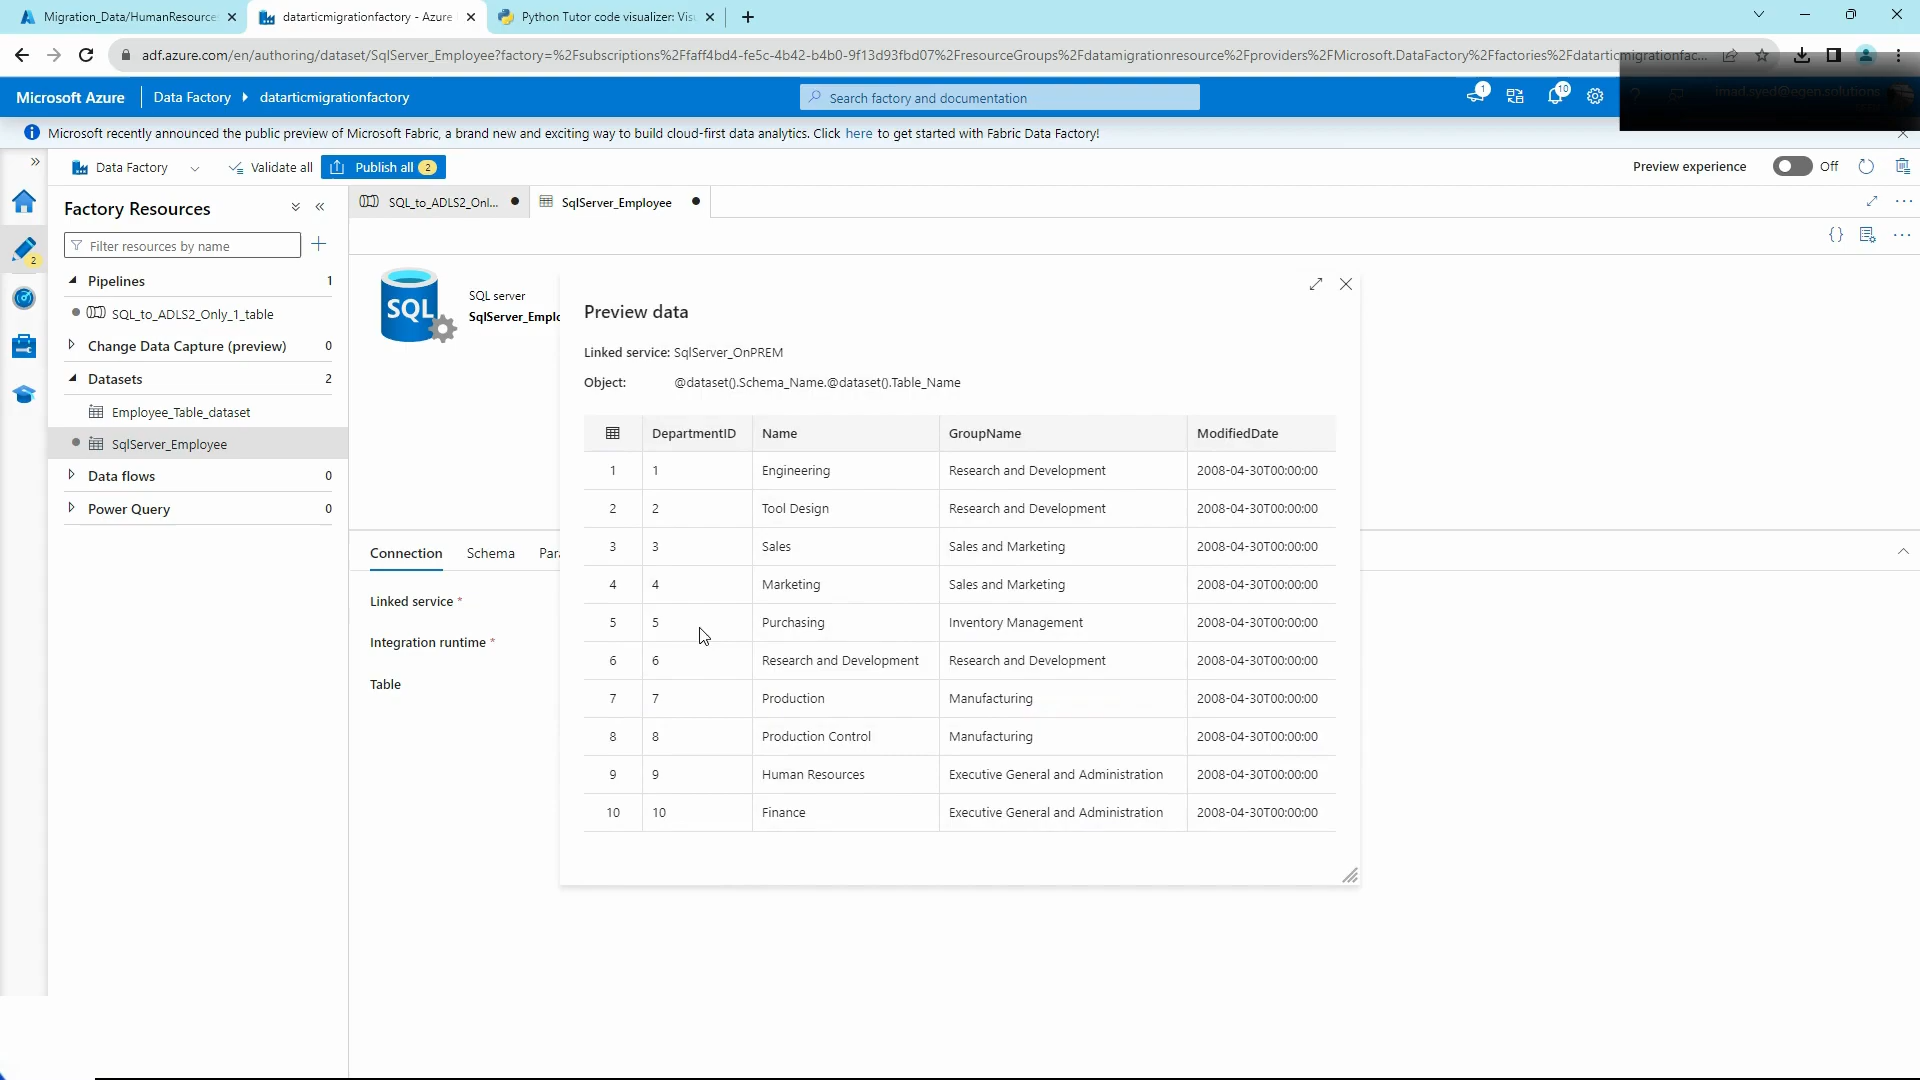 Migration_Data/HumanResource
datarticmigrationfactory - Azure
Python Tutor code visualizer: Vis
adf.azure.com/en/authoring/dataset/SqlServer_Employee?factory=%2Fsubscriptions%2Ffaff4bd4-fe5c-4b42-b4b0-9f13d93fbd07%2FresourceGroups%2Fdatamigrationresource%2Fproviders%2FMicrosoft.DataFactory%2Ffactories%2Fdatarticmigrationfac...
Microsoft Azure
Data Factory
datarticmigrationfactory
Search factory and documentation
1
10
imad.syed@egen.solutions
Microsoft recently announced the public preview of Microsoft Fabric, a brand new and exciting way to build cloud-first data analytics. Click here to get started with Fabric Data Factory!
Data Factory
Validate all
Publish all 2
Preview experience
Off
Factory Resources
SQL_to_ADLS2_Onl...
SqlServer_Employee
Filter resources by name
2
Pipelines 1
SQL_to_ADLS2_Only_1_table
Change Data Capture (preview) 0
Datasets 2
Employee_Table_dataset
SqlServer_Employee
Data flows 0
Power Query 0
SQL
SQL server
SqlServer_Emplo
Connection
Schema
Para
Linked service *
Integration runtime *
Table
Preview data
Linked service: SqlServer_OnPREM
Object: @dataset().Schema_Name.@dataset().Table_Name
DepartmentID Name GroupName ModifiedDate
1 1 Engineering Research and Development 2008-04-30T00:00:00
2 2 Tool Design Research and Development 2008-04-30T00:00:00
3 3 Sales Sales and Marketing 2008-04-30T00:00:00
4 4 Marketing Sales and Marketing 2008-04-30T00:00:00
5 5 Purchasing Inventory Management 2008-04-30T00:00:00
6 6 Research and Development Research and Development 2008-04-30T00:00:00
7 7 Production Manufacturing 2008-04-30T00:00:00
8 8 Production Control Manufacturing 2008-04-30T00:00:00
9 9 Human Resources Executive General and Administration 2008-04-30T00:00:00
10 10 Finance Executive General and Administration 2008-04-30T00:00:00